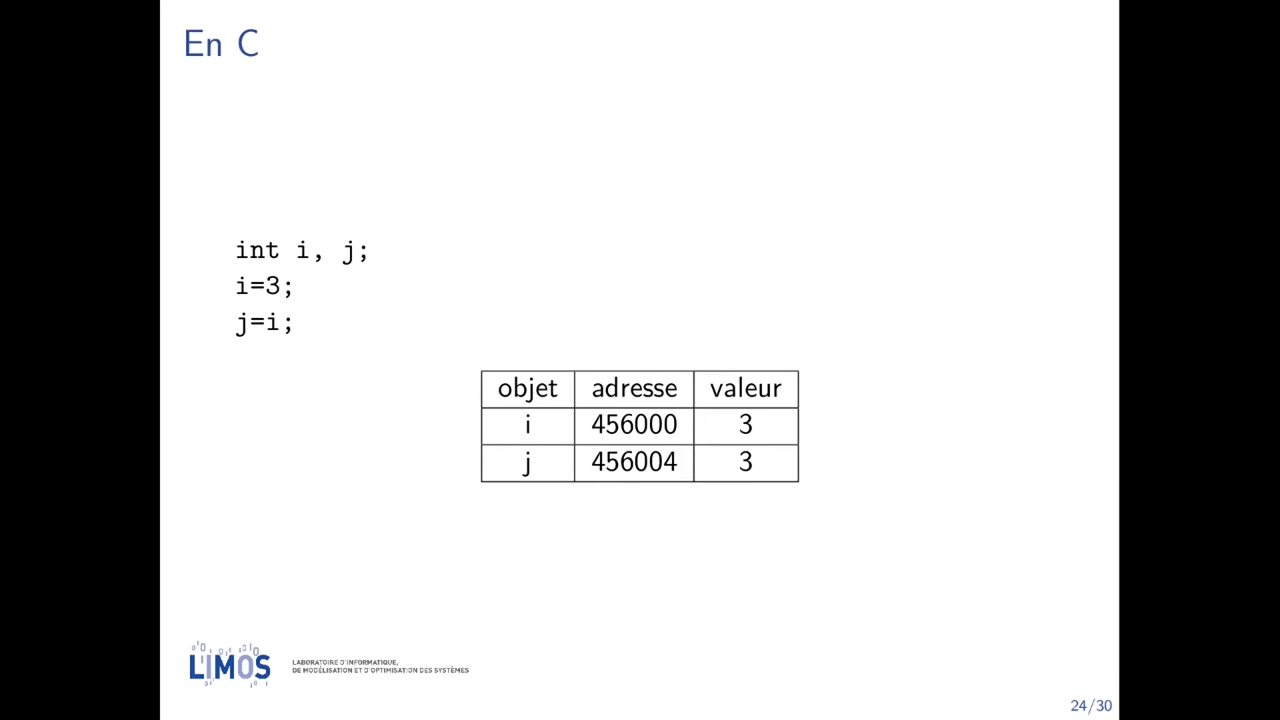 En C
int i, j;
i=3;
j=i;
objet adresse valeur
i 456000 3
j 456004 3
LIMOS
LABORATOIRE D'INFORMATIQUE,
DE MODÉLISATION ET D'OPTIMISATION DES SYSTÈMES
24/30